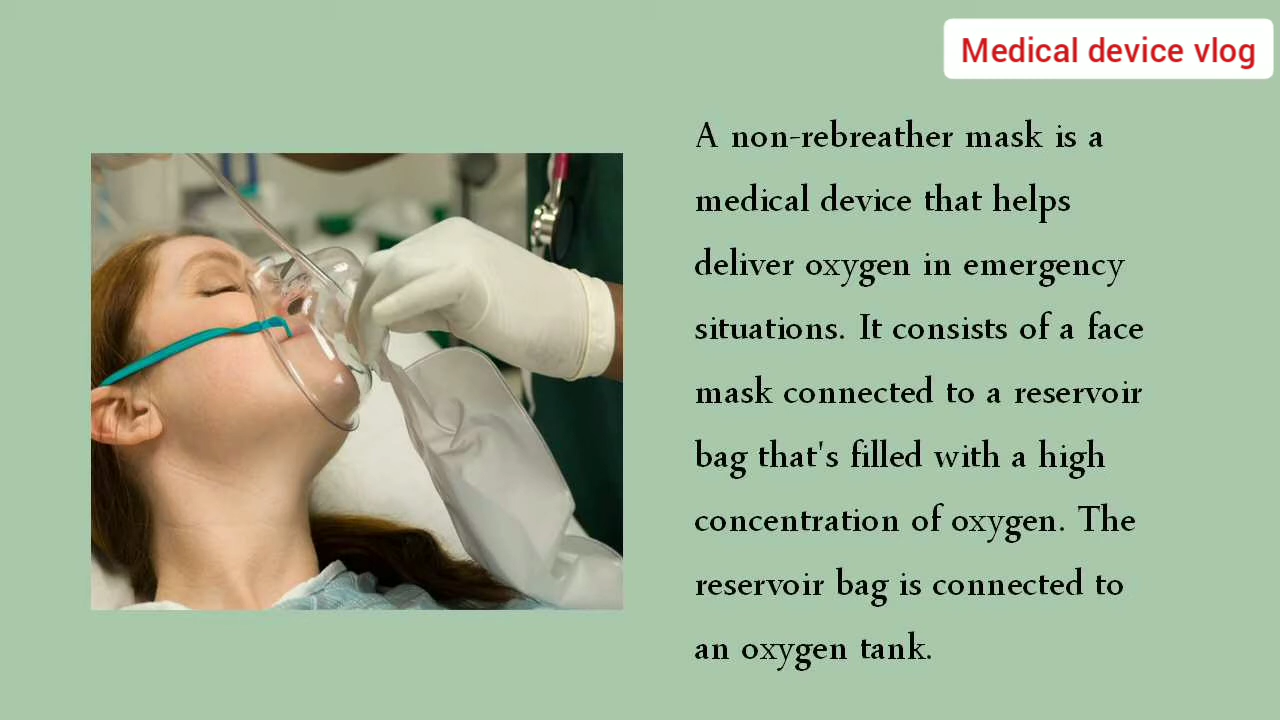 Medical device vlog
A non-rebreather mask is a
medical device that helps
deliver oxygen in emergency
situations. It consists of a face
mask connected to a reservoir
bag that's filled with a high
concentration of oxygen. The
reservoir bag is connected to
an oxygen tank.